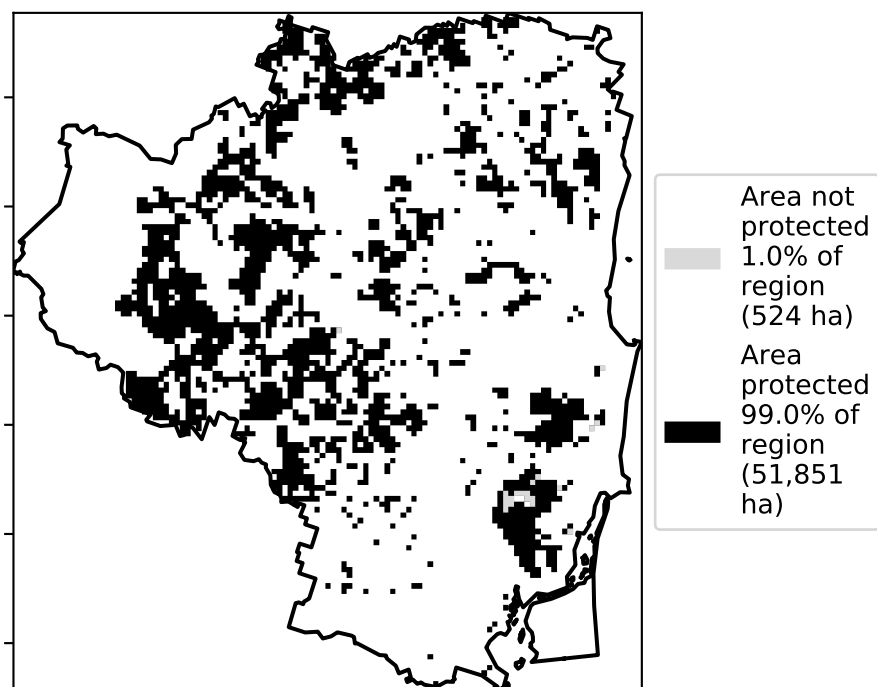 Area not
protected
1.0% of
region
(524 ha)
Area
protected
99.0% of
region
(51,851
ha)